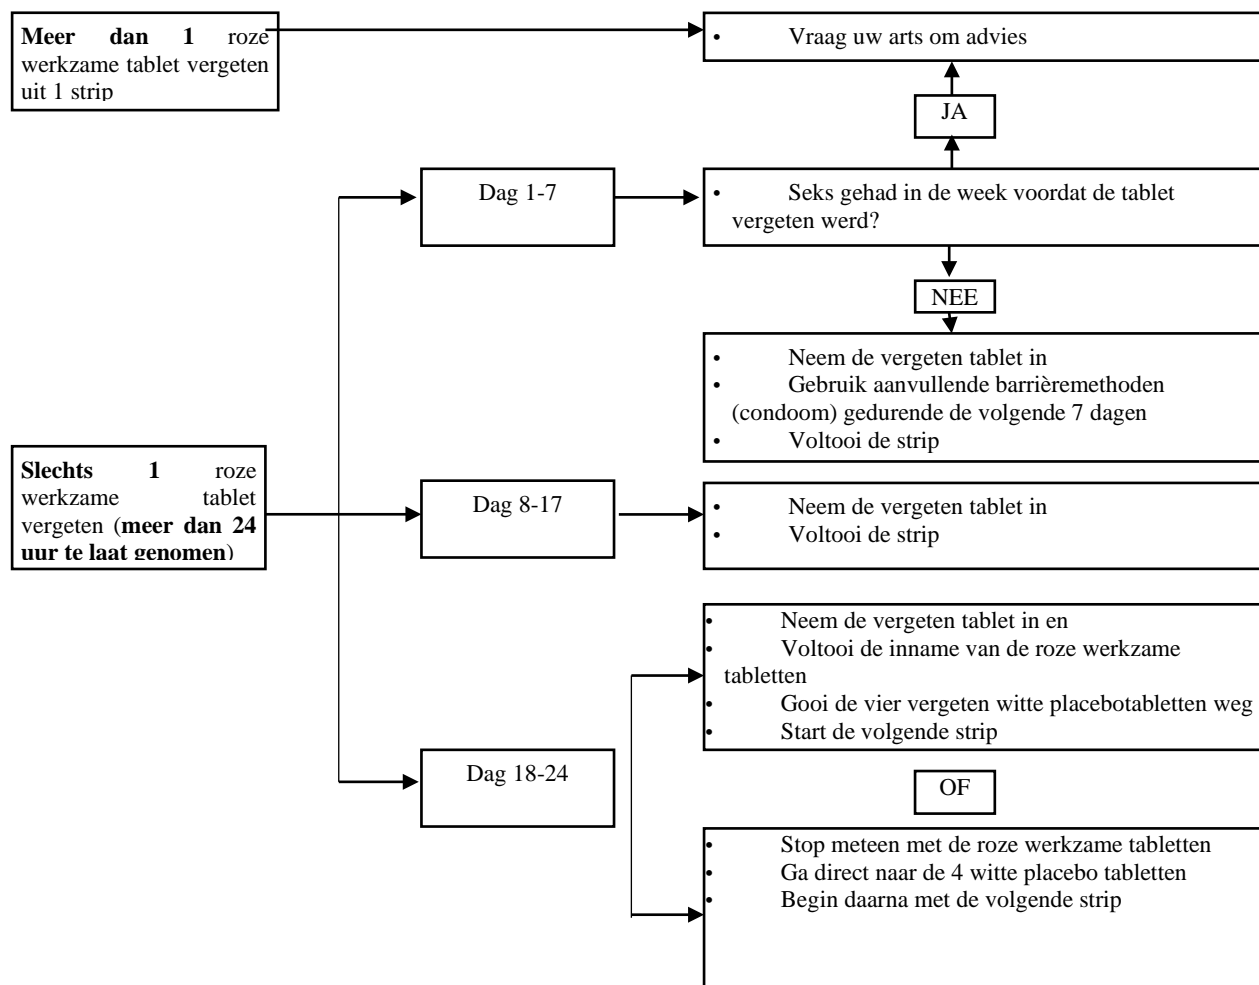 Meer dan 1 roze
werkzame tablet vergeten
uit 1 strip
• Vraag uw arts om advies
JA
Dag 1-7
• Seks gehad in de week voordat de tablet
vergeten werd?
NEE
• Neem de vergeten tablet in
• Gebruik aanvullende barrièremethoden
(condoom) gedurende de volgende 7 dagen
• Voltooi de strip
Slechts 1 roze
werkzame tablet
vergeten (meer dan 24
uur te laat genomen)
Dag 8-17
• Neem de vergeten tablet in
• Voltooi de strip
Dag 18-24
• Neem de vergeten tablet in en
• Voltooi de inname van de roze werkzame
tabletten
• Gooi de vier vergeten witte placebotabletten weg
• Start de volgende strip
OF
• Stop meteen met de roze werkzame tabletten
• Ga direct naar de 4 witte placebo tabletten
• Begin daarna met de volgende strip